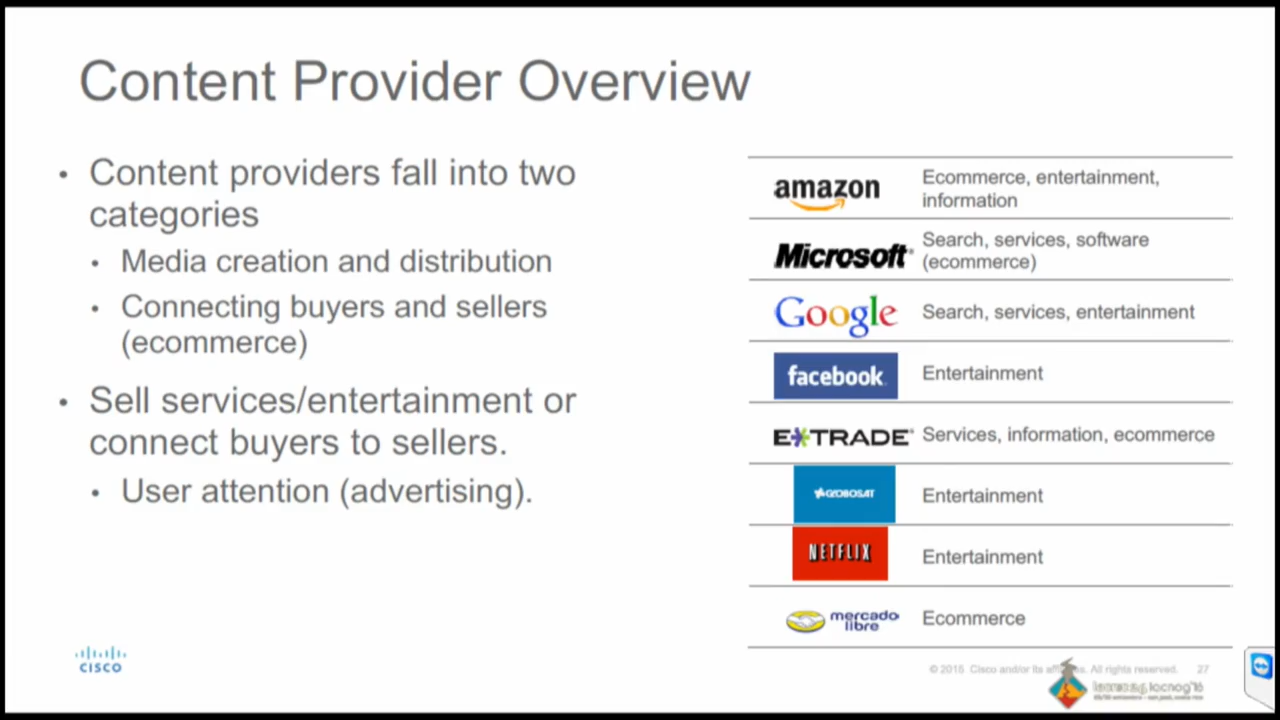 Content Provider Overview
• Content providers fall into two
categories
• Media creation and distribution
• Connecting buyers and sellers
(ecommerce)
• Sell services/entertainment or
connect buyers to sellers.
• User attention (advertising).
amazon
Ecommerce, entertainment,
information
Microsoft®
Search, services, software
(ecommerce)
Google
Search, services, entertainment
facebook
Entertainment
E*TRADE®
Services, information, ecommerce
GLOBOSAT
Entertainment
NETFLIX
Entertainment
mercado
libre
Ecommerce
CISCO
© 2015 Cisco and/or its affiliates. All rights reserved. 27
lacnog'16